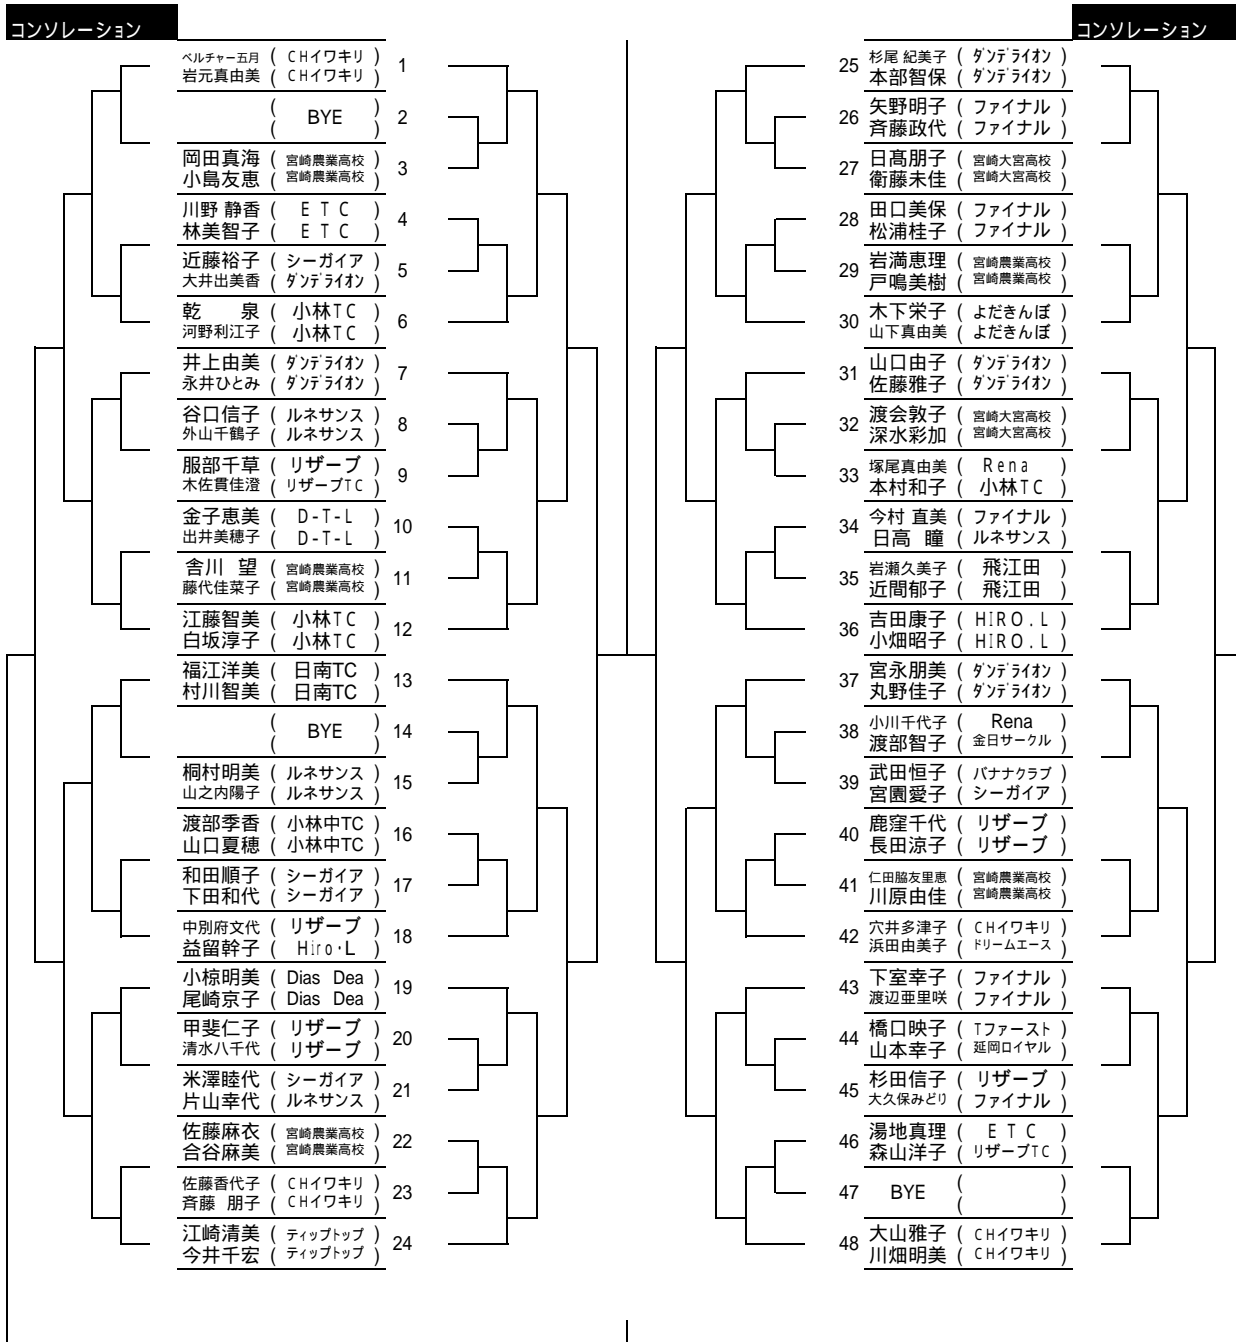 コンソレーション
ベルチャー五月 ( CHイワキリ )
岩元真由美 ( CHイワキリ ) 1
( BYE ) 2
( )
岡田真海 ( 宮崎農業高校 )
小島友恵 ( 宮崎農業高校 ) 3
川野 静香 ( E T C )
林美智子 ( E T C ) 4
近藤裕子 ( シーガイア )
大井出美香 ( ダンデライオン ) 5
乾 泉 ( 小林TC )
河野利江子 ( 小林TC ) 6
井上由美 ( ダンデライオン )
永井ひとみ ( ダンデライオン ) 7
谷口信子 ( ルネサンス )
外山千鶴子 ( ルネサンス ) 8
服部千草 ( リザーブ )
木佐貫佳澄 ( リザーブTC ) 9
金子恵美 ( D-T-L )
出井美穂子 ( D-T-L ) 10
舎川 望 ( 宮崎農業高校 )
藤代佳菜子 ( 宮崎農業高校 ) 11
江藤智美 ( 小林TC )
白坂淳子 ( 小林TC ) 12
福江洋美 ( 日南TC )
村川智美 ( 日南TC ) 13
( BYE ) 14
( )
桐村明美 ( ルネサンス )
山之内陽子 ( ルネサンス ) 15
渡部季香 ( 小林中TC )
山口夏穂 ( 小林中TC ) 16
和田順子 ( シーガイア )
下田和代 ( シーガイア ) 17
中別府文代 ( リザーブ )
益留幹子 ( Hiro・L ) 18
小椋明美 ( Dias Dea )
尾崎京子 ( Dias Dea ) 19
甲斐仁子 ( リザーブ )
清水八千代 ( リザーブ ) 20
米澤睦代 ( シーガイア )
片山幸代 ( ルネサンス ) 21
佐藤麻衣 ( 宮崎農業高校 )
合谷麻美 ( 宮崎農業高校 ) 22
佐藤香代子 ( CHイワキリ )
斉藤 朋子 ( CHイワキリ ) 23
江崎清美 ( ティップトップ )
今井千宏 ( ティップトップ ) 24
コンソレーション
25 杉尾 紀美子 ( ダンデライオン )
本部智保 ( ダンデライオン )
26 矢野明子 ( ファイナル )
斉藤政代 ( ファイナル )
27 日髙朋子 ( 宮崎大宮高校 )
衛藤未佳 ( 宮崎大宮高校 )
28 田口美保 ( ファイナル )
松浦桂子 ( ファイナル )
29 岩満恵理 ( 宮崎農業高校 )
戸鳴美樹 ( 宮崎農業高校 )
30 木下栄子 ( よだきんぼ )
山下真由美 ( よだきんぼ )
31 山口由子 ( ダンデライオン )
佐藤雅子 ( ダンデライオン )
32 渡会敦子 ( 宮崎大宮高校 )
深水彩加 ( 宮崎大宮高校 )
33 塚尾真由美 ( Rena )
本村和子 ( 小林TC )
34 今村 直美 ( ファイナル )
日高 瞳 ( ルネサンス )
35 岩瀬久美子 ( 飛江田 )
近間郁子 ( 飛江田 )
36 吉田康子 ( HIRO.L )
小畑昭子 ( HIRO.L )
37 宮永朋美 ( ダンデライオン )
丸野佳子 ( ダンデライオン )
38 小川千代子 ( Rena )
渡部智子 ( 金日サークル )
39 武田恒子 ( バナナクラブ )
宮園愛子 ( シーガイア )
40 鹿窪千代 ( リザーブ )
長田涼子 ( リザーブ )
41 仁田脇友里恵 ( 宮崎農業高校 )
川原由佳 ( 宮崎農業高校 )
42 穴井多津子 ( CHイワキリ )
浜田由美子 ( ドリームエース )
43 下室幸子 ( ファイナル )
渡辺亜里咲 ( ファイナル )
44 橋口映子 ( Tファースト )
山本幸子 ( 延岡ロイヤル )
45 杉田信子 ( リザーブ )
大久保みどり ( ファイナル )
46 湯地真理 ( E T C )
森山洋子 ( リザーブTC )
47 BYE ( )
( )
48 大山雅子 ( CHイワキリ )
川畑明美 ( CHイワキリ )